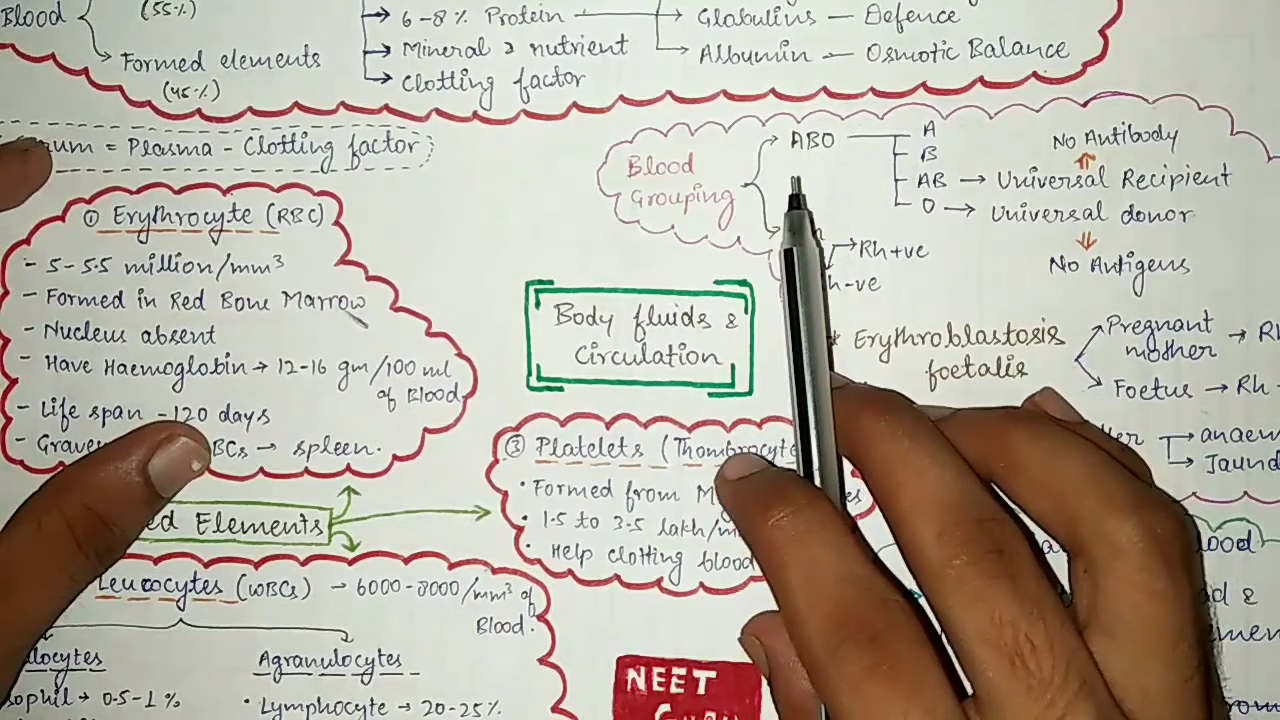 Blood
(55%)
Formed elements
(45%)
6-8% Protein
Mineral & nutrient
Clotting factor
Globulins — Defence
Albumin — Osmotic Balance
= Plasma - Clotting factor
① Erythrocyte (RBC)
- 5-5.5 million/mm³
- Formed in Red Bone Marrow
- Nucleus absent
- Have Haemoglobin → 12-16 gm/100 ml
of Blood
- Life span - 120 days
→ spleen.
Elements
Leucocytes (WBCs) → 6000-8000/mm³ of
Blood.
Agranulocytes
→ 0.5-1 %
• Lymphocyte → 20-25%
Blood
Grouping
ABO
A
B
AB → Universal Recipient
O → Universal donor
No Antibody
No Antigens
Rh+ve
-ve
Body fluids &
Circulation
* Erythroblastosis
foetalis
Pregnant
mother →
Foetus → Rh -
③ Platelets
• Formed from
• 1.5 to 3.5 lakh/
• Help clotting blood
NEET